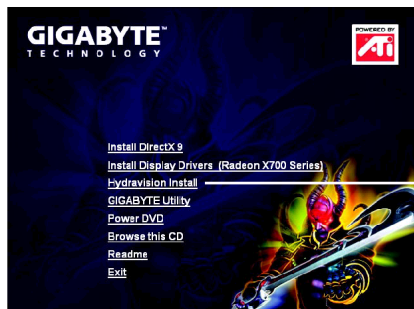 GIGABYTE™
TECHNOLOGY
POWERED BY
ATI
Install DirectX 9
Install Display Drivers (Radeon X700 Series)
Hydravision Install
GIGABYTE Utility
Power DVD
Browse this CD
Readme
Exit